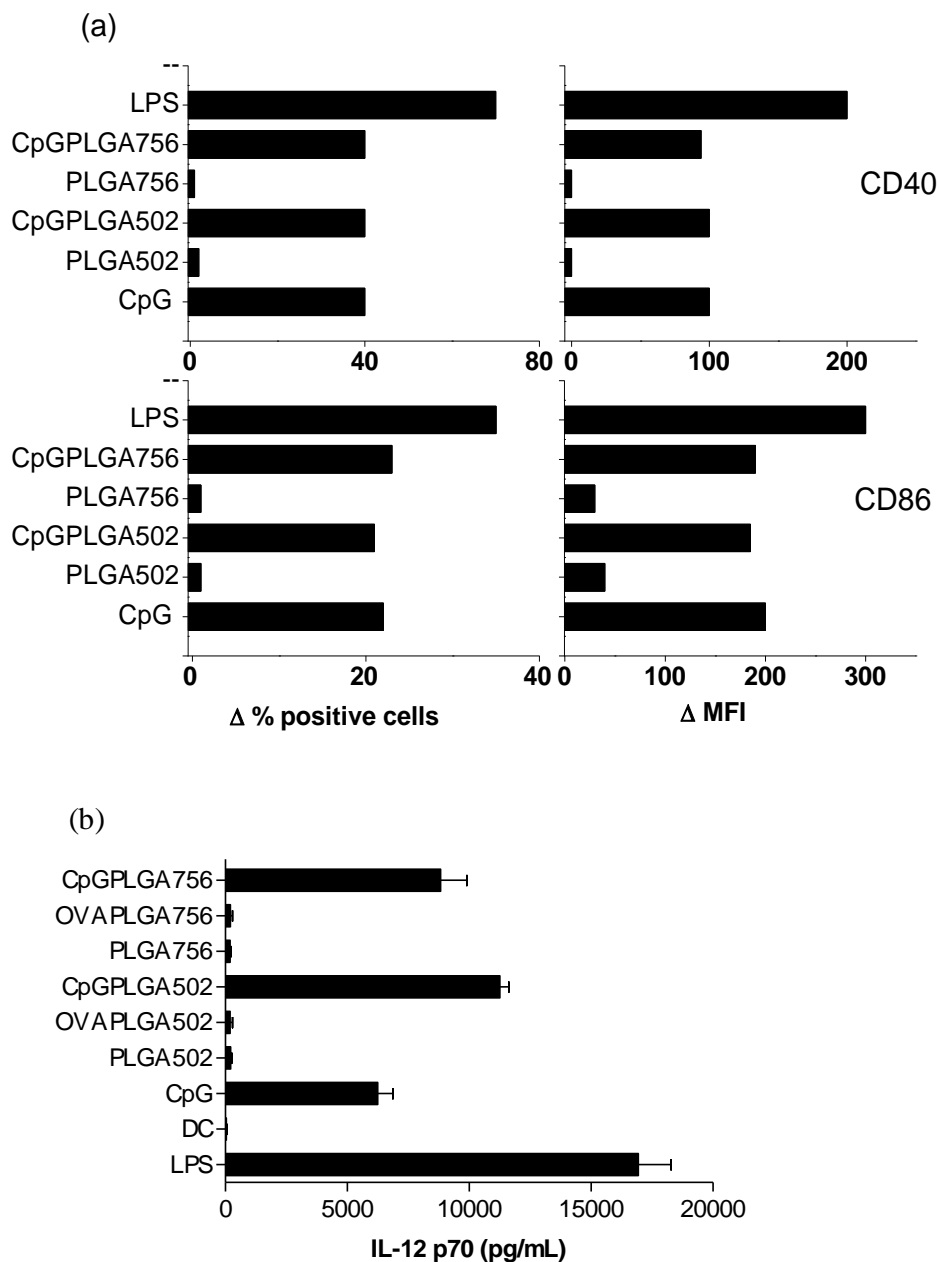 (a)
--
LPS
CpGPLGA756
PLGA756
CpGPLGA502
PLGA502
CpG
CD40
0 40 80
0 100 200
--
LPS
CpGPLGA756
PLGA756
CpGPLGA502
PLGA502
CpG
CD86
0 20 40
0 100 200 300
Δ % positive cells
Δ MFI
(b)
CpGPLGA756
OVAPLGA756
PLGA756
CpGPLGA502
OVAPLGA502
PLGA502
CpG
DC
LPS
0 5000 10000 15000 20000
IL-12 p70 (pg/mL)